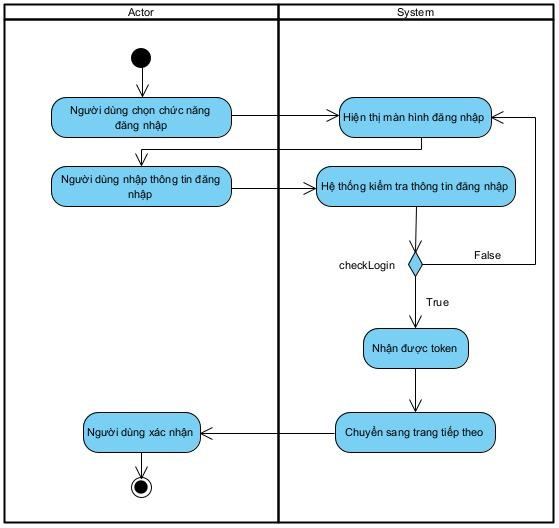 Actor
System
Người dùng chọn chức năng
đăng nhập
Hiện thị màn hình đăng nhập
Người dùng nhập thông tin đăng
nhập
Hệ thống kiểm tra thông tin đăng nhập
checkLogin
False
True
Nhận được token
Người dùng xác nhận
Chuyển sang trang tiếp theo